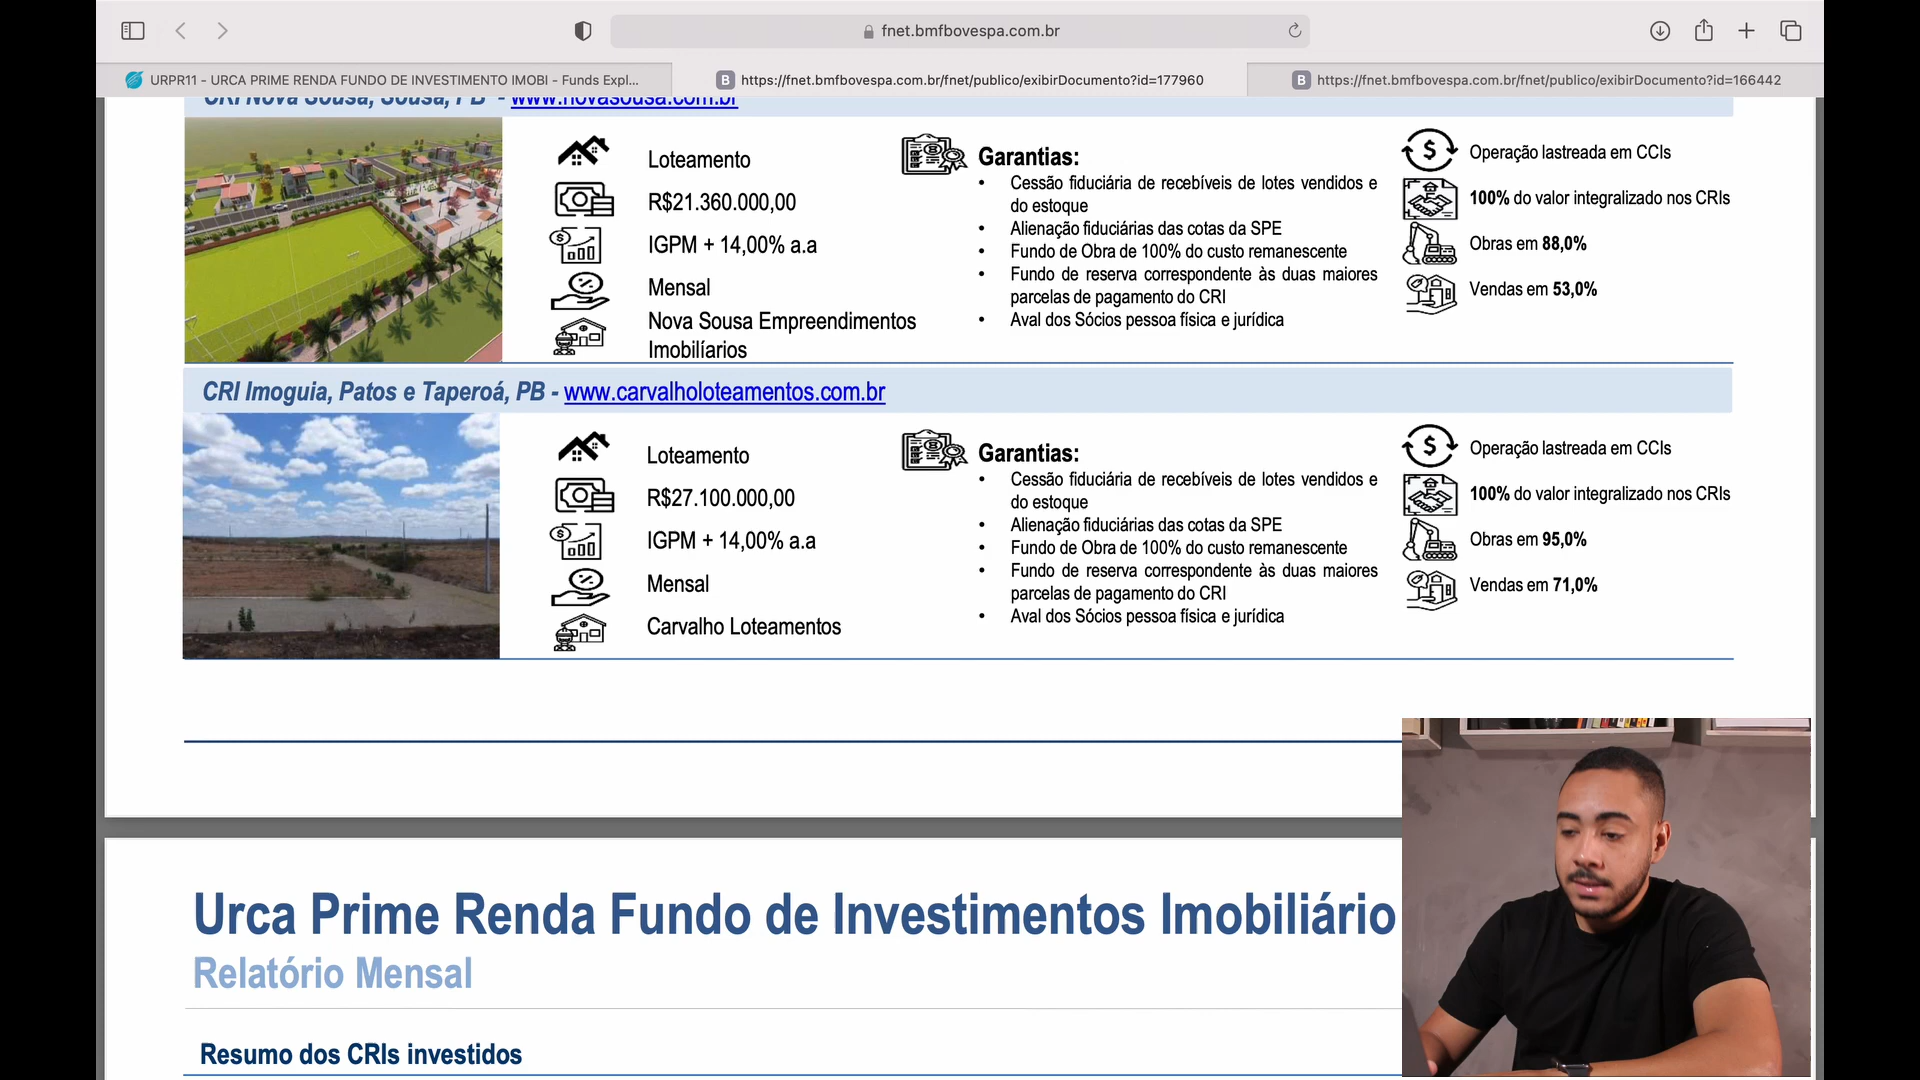 fnet.bmfbovespa.com.br
URPR11 - URCA PRIME RENDA FUNDO DE INVESTIMENTO IMOBI - Funds Expl...
https://fnet.bmfbovespa.com.br/fnet/publico/exibirDocumento?id=177960
https://fnet.bmfbovespa.com.br/fnet/publico/exibirDocumento?id=166442
CRI Nova Sousa, Sousa, PB - www.novasousa.com.br
Loteamento
R$21.360.000,00
IGPM + 14,00% a.a
Mensal
Nova Sousa Empreendimentos
Imobilíarios
Garantias:
• Cessão fiduciária de recebíveis de lotes vendidos e
do estoque
• Alienação fiduciárias das cotas da SPE
• Fundo de Obra de 100% do custo remanescente
• Fundo de reserva correspondente às duas maiores
parcelas de pagamento do CRI
• Aval dos Sócios pessoa física e jurídica
Operação lastreada em CCIs
100% do valor integralizado nos CRIs
Obras em 88,0%
Vendas em 53,0%
CRI Imoguia, Patos e Taperoá, PB - www.carvalholoteamentos.com.br
Loteamento
R$27.100.000,00
IGPM + 14,00% a.a
Mensal
Carvalho Loteamentos
Garantias:
• Cessão fiduciária de recebíveis de lotes vendidos e
do estoque
• Alienação fiduciárias das cotas da SPE
• Fundo de Obra de 100% do custo remanescente
• Fundo de reserva correspondente às duas maiores
parcelas de pagamento do CRI
• Aval dos Sócios pessoa física e jurídica
Operação lastreada em CCIs
100% do valor integralizado nos CRIs
Obras em 95,0%
Vendas em 71,0%
Urca Prime Renda Fundo de Investimentos Imobiliário
Relatório Mensal
Resumo dos CRIs investidos